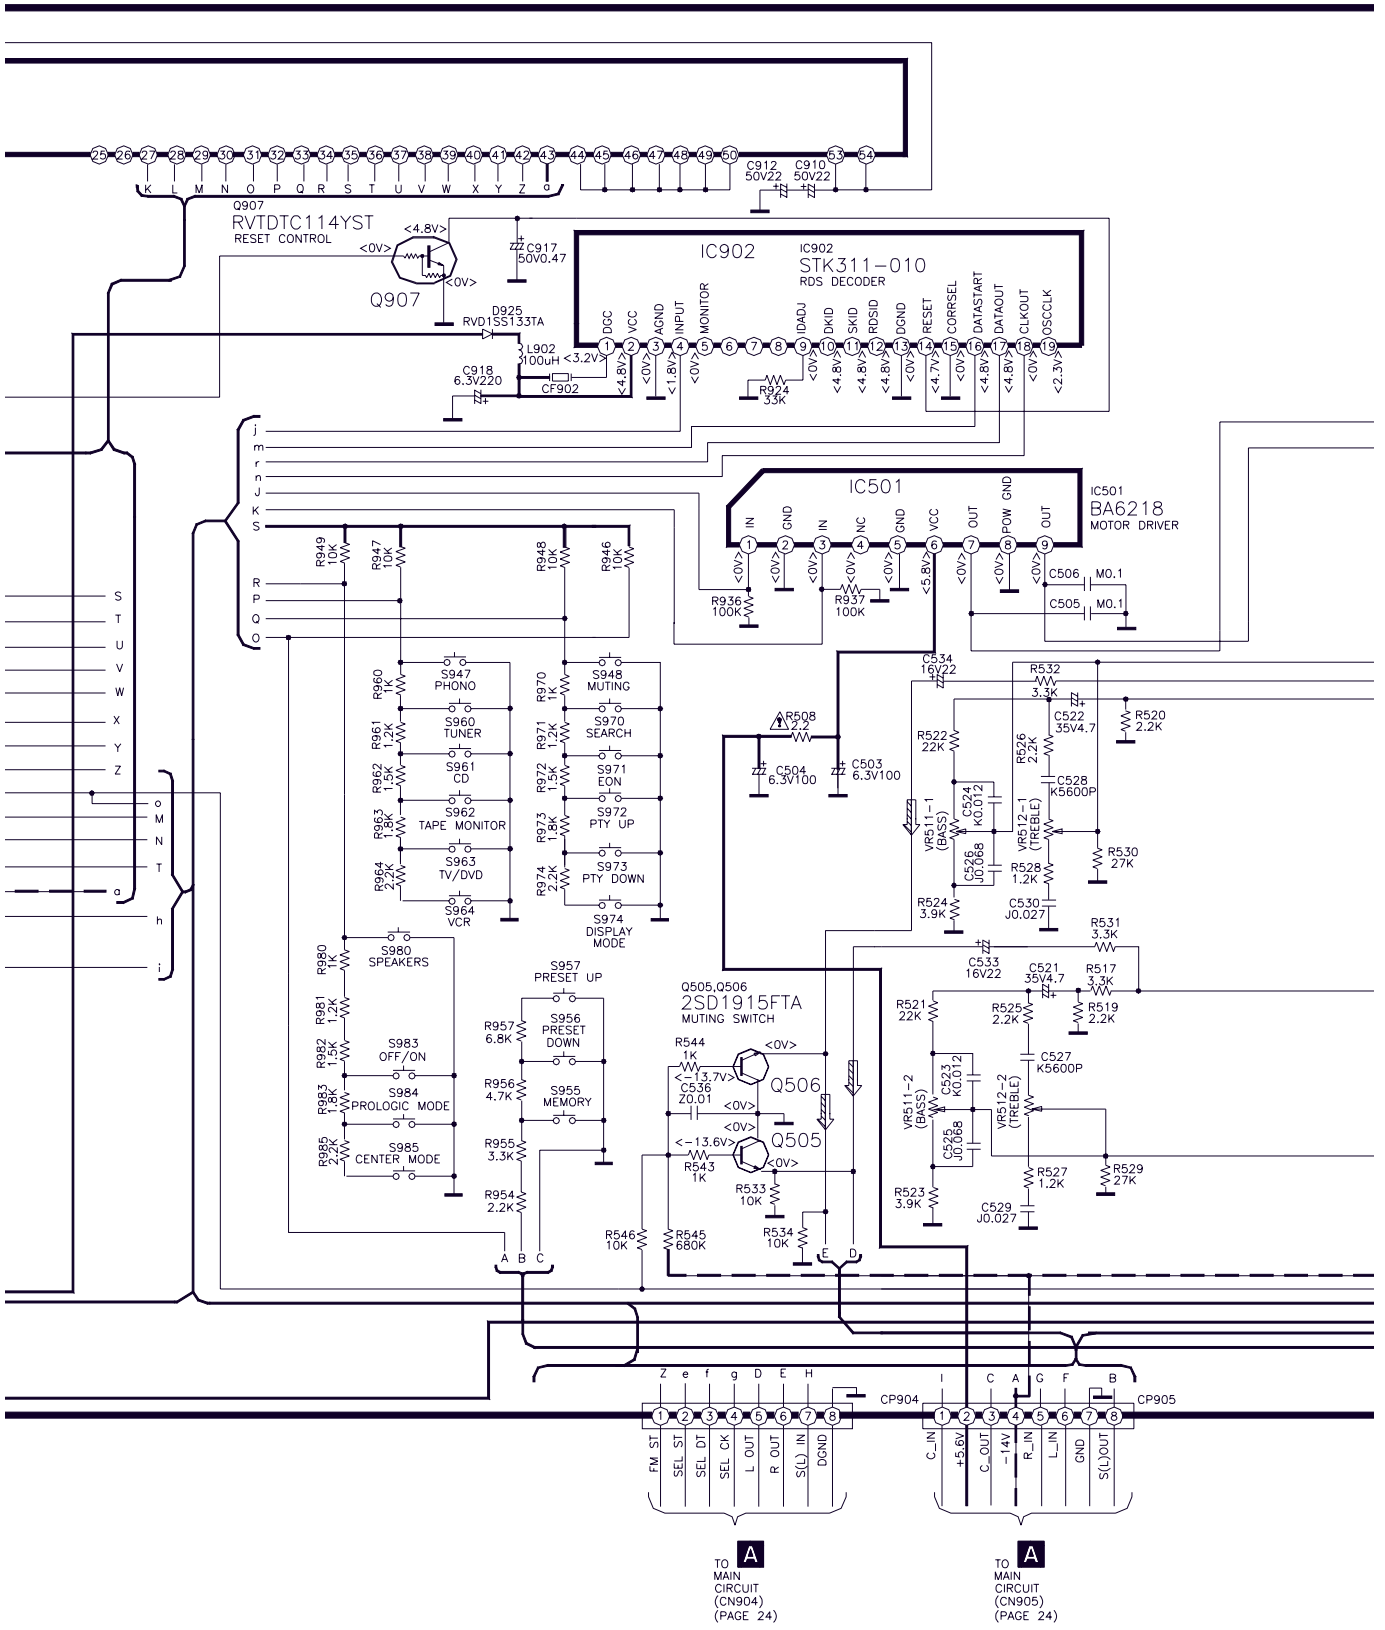 25 26 27 28 29 30 31 32 33 34 35 36 37 38 39 40 41 42 43 44 45 46 47 48 49 50 53 54
K L M N O P Q R S T U V W X Y Z a
C912
50V22
C910
50V22
Q907
RVTDTC114YST
RESET CONTROL
<4.8V>
<0V>
<0V>
Q907
C917
50V0.47
IC902
IC902
STK311-010
RDS DECODER
DGC
VCC
AGND
INPUT
MONITOR
IDADJ
DKID
SKID
RDSID
DGND
RESET
CORRSEL
DATASTART
DATAOUT
CLKOUT
OSCCLK
1 2 3 4 5 6 7 8 9 10 11 12 13 14 15 16 17 18 19
<3.2V>
<4.8V>
<0V>
<1.8V>
<0V>
<0V>
<4.8V>
<4.8V>
<0V>
<4.7V>
<0V>
<4.8V>
<4.8V>
<0V>
<2.3V>
D925
RVD1SS133TA
L902
100uH
C918
6.3V220
CF902
R924
33K
j
m
r
n
J
K
S
R
P
Q
O
R949
10K
R947
10K
R948
10K
R946
10K
IC501
IC501
BA6218
MOTOR DRIVER
IN
GND
IN
NC
GND
VCC
OUT
POW GND
OUT
1 2 3 4 5 6 7 8 9
<0V>
<0V>
<0V>
<0V>
<0V>
<5.8V>
<0V>
<0V>
<0V>
R936
100K
R937
100K
C506 M0.1
C505 M0.1
S
T
U
V
W
X
Y
Z
o
M
N
T
a
h
i
R960
1K
R961
1.2K
R962
1.5K
R963
1.8K
R964
2.2K
S947
PHONO
S960
TUNER
S961
CD
S962
TAPE MONITOR
S963
TV/DVD
S964
VCR
R970
1K
R971
1.2K
R972
1.5K
R973
1.8K
R974
2.2K
S948
MUTING
S970
SEARCH
S971
EON
S972
PTY UP
S973
PTY DOWN
S974
DISPLAY
MODE
R508
2.2
C504
6.3V100
C503
6.3V100
C534
16V22
R532
3.3K
C522
35V4.7
R520
2.2K
R522
22K
R526
2.2K
C524
K0.012
C528
K5600P
VR511-1
(BASS)
VR512-1
(TREBLE)
C526
J0.068
R528
1.2K
R530
27K
R524
3.9K
C530
J0.027
R531
3.3K
C533
16V22
C521
35V4.7
R517
3.3K
R521
22K
R525
2.2K
R519
2.2K
C523
K0.012
C527
K5600P
VR511-2
(BASS)
VR512-2
(TREBLE)
C525
J0.068
R527
1.2K
R529
27K
R523
3.9K
C529
J0.027
R980
1K
R981
1.2K
R982
1.5K
R983
1.8K
R985
2.2K
S980
SPEAKERS
S983
OFF/ON
S984
PROLOGIC MODE
S985
CENTER MODE
S957
PRESET UP
S956
PRESET
DOWN
S955
MEMORY
R957
6.8K
R956
4.7K
R955
3.3K
R954
2.2K
A B C
Q505,Q506
2SD1915FTA
MUTING SWITCH
R544
1K
<0V>
<-13.7V>
C536
Z0.01
Q506
<0V>
<0V>
<-13.6V>
Q505
<0V>
R543
1K
R533
10K
R534
10K
R546
10K
R545
680K
E D
Z e f g D E H
CP904
1 2 3 4 5 6 7 8
FM ST
SEL ST
SEL DT
SEL CK
L OUT
R OUT
S(L) IN
DGND
I C A G F B
CP905
1 2 3 4 5 6 7 8
C_IN
+5.6V
C_OUT
-14V
R_IN
L_IN
GND
S(L)OUT
TO A
MAIN
CIRCUIT
(CN904)
(PAGE 24)
TO A
MAIN
CIRCUIT
(CN905)
(PAGE 24)